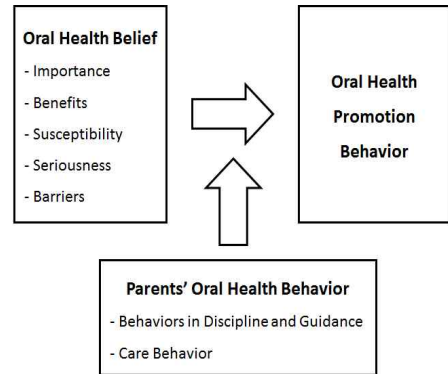 Oral Health Belief
- Importance
- Benefits
- Susceptibility
- Seriousness
- Barriers
Oral Health
Promotion
Behavior
Parents' Oral Health Behavior
- Behaviors in Discipline and Guidance
- Care Behavior